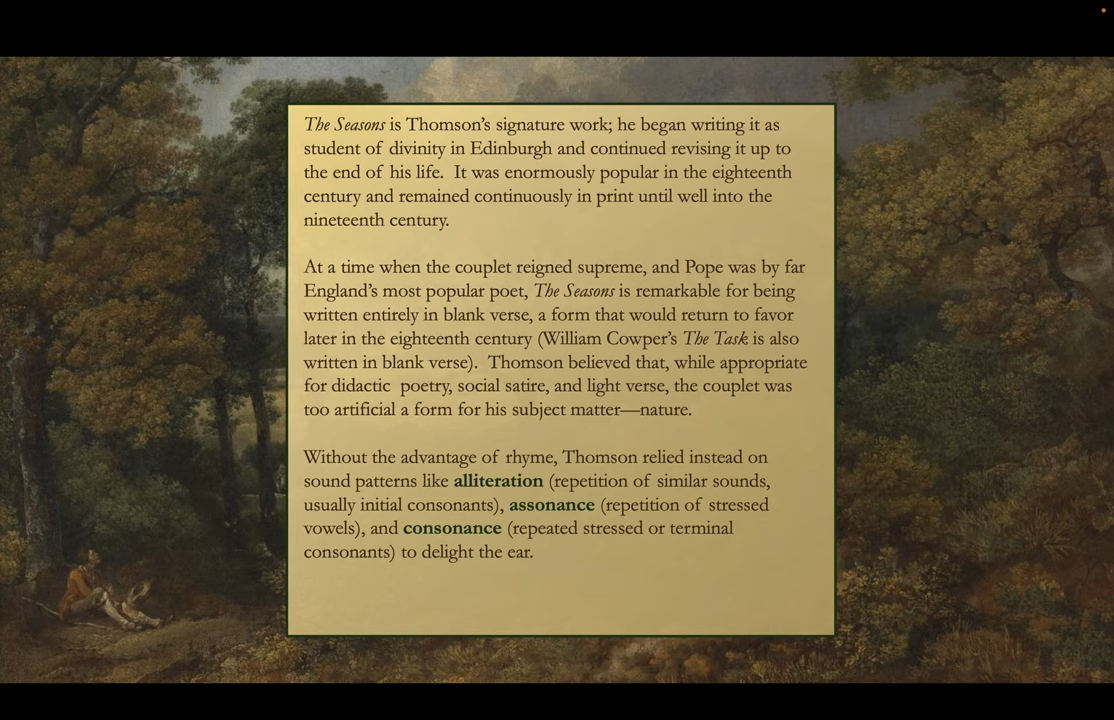 The Seasons is Thomson’s signature work; he began writing it as
student of divinity in Edinburgh and continued revising it up to
the end of his life.  It was enormously popular in the eighteenth
century and remained continuously in print until well into the
nineteenth century.
At a time when the couplet reigned supreme, and Pope was by far
England’s most popular poet, The Seasons is remarkable for being
written entirely in blank verse, a form that would return to favor
later in the eighteenth century (William Cowper’s The Task is also
written in blank verse).  Thomson believed that, while appropriate
for didactic  poetry, social satire, and light verse, the couplet was
too artificial a form for his subject matter—nature.
Without the advantage of rhyme, Thomson relied instead on
sound patterns like alliteration (repetition of similar sounds,
usually initial consonants), assonance (repetition of stressed
vowels), and consonance (repeated stressed or terminal
consonants) to delight the ear.